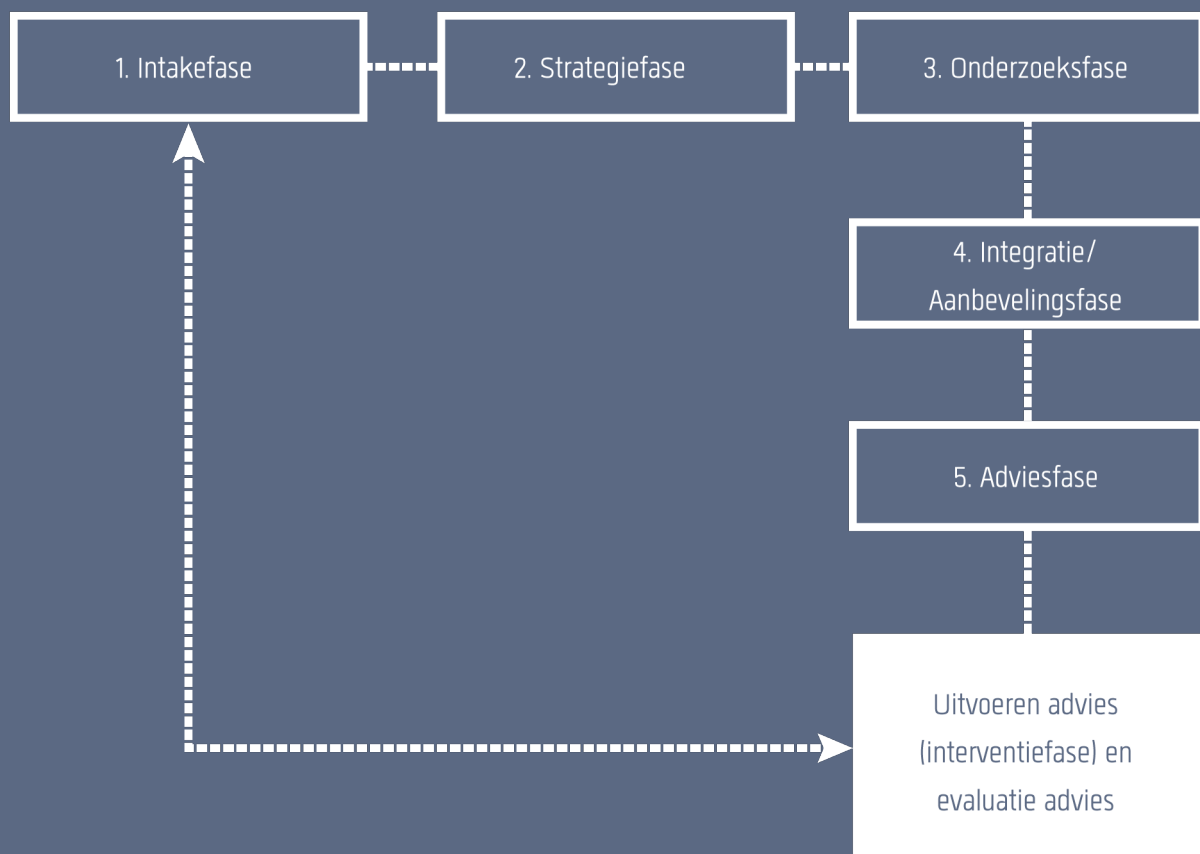 1. Intakefase
2. Strategiefase
3. Onderzoeksfase
4. Integratie/
Aanbevelingsfase
5. Adviesfase
Uitvoeren advies
(interventiefase) en
evaluatie advies